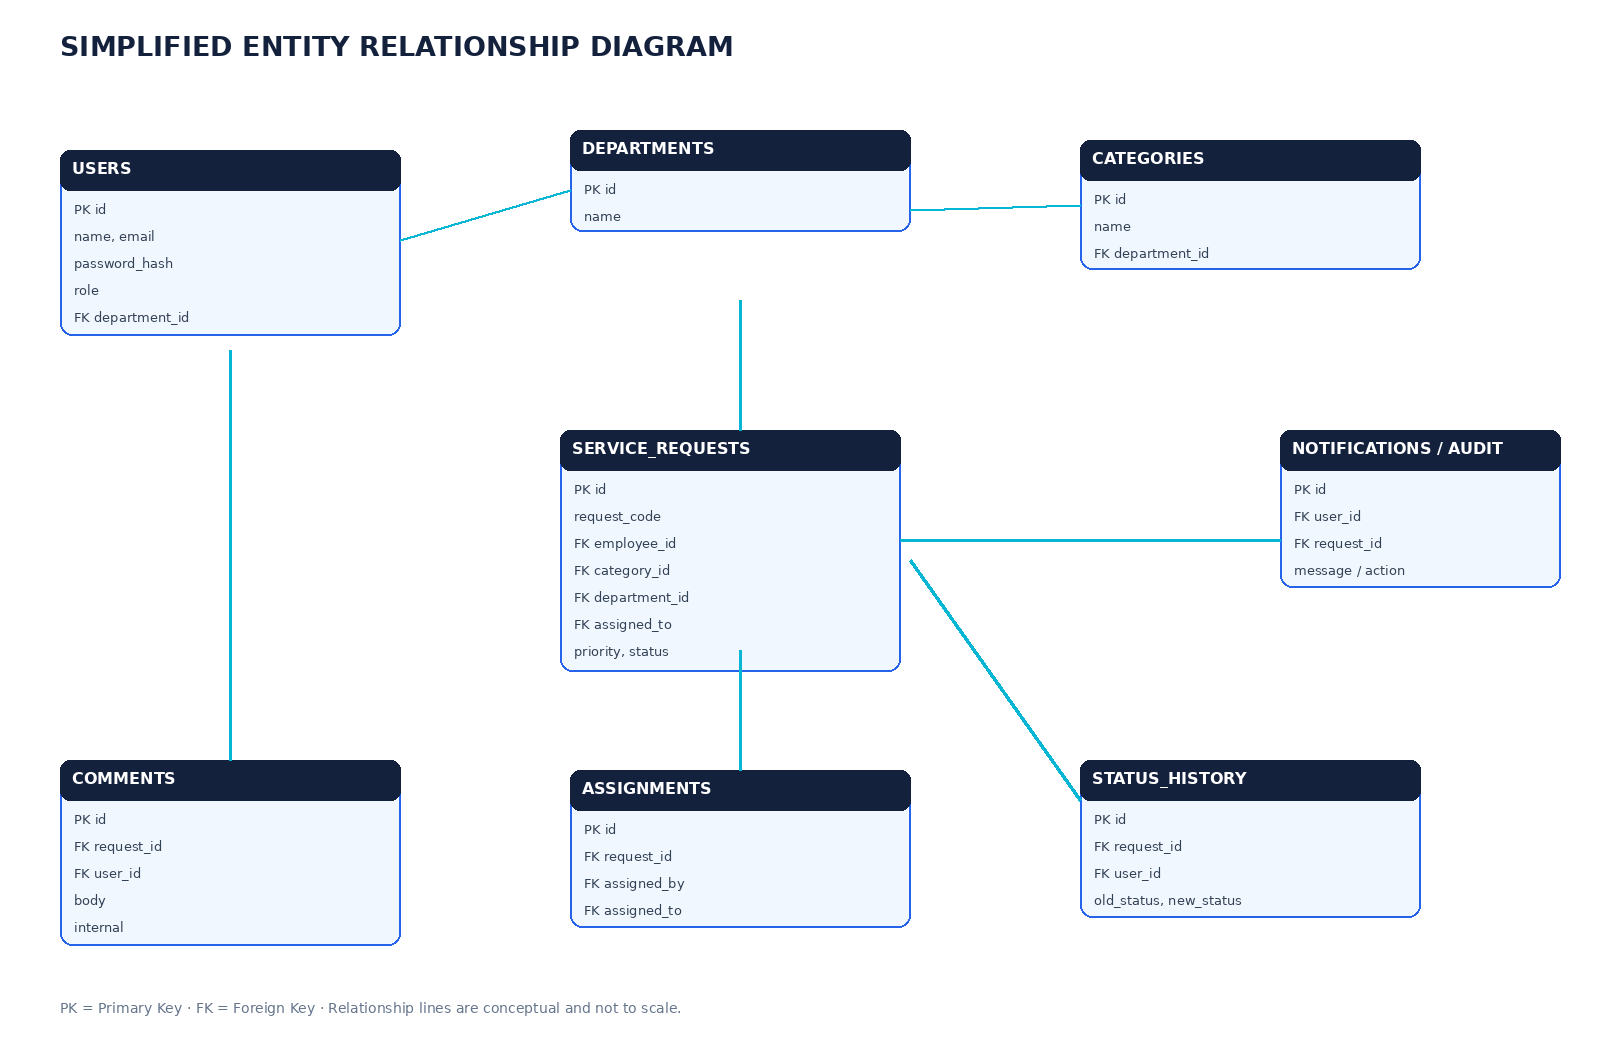 SIMPLIFIED ENTITY RELATIONSHIP DIAGRAM
USERS
PK id
name, email
password_hash
role
FK department_id
DEPARTMENTS
PK id
name
CATEGORIES
PK id
name
FK department_id
SERVICE_REQUESTS
PK id
request_code
FK employee_id
FK category_id
FK department_id
FK assigned_to
priority, status
NOTIFICATIONS / AUDIT
PK id
FK user_id
FK request_id
message / action
COMMENTS
PK id
FK request_id
FK user_id
body
internal
ASSIGNMENTS
PK id
FK request_id
FK assigned_by
FK assigned_to
STATUS_HISTORY
PK id
FK request_id
FK user_id
old_status, new_status
PK = Primary Key · FK = Foreign Key · Relationship lines are conceptual and not to scale.